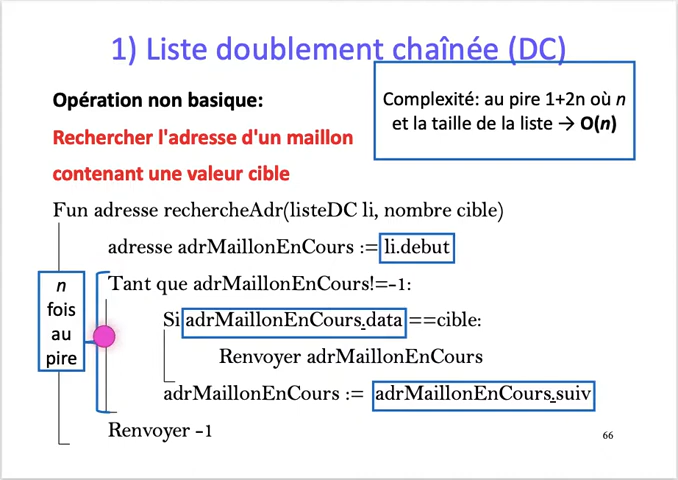 1) Liste doublement chaînée (DC)
Opération non basique:
Complexité: au pire 1+2n où n
et la taille de la liste → O(n)
Rechercher l'adresse d'un maillon
contenant une valeur cible
Fun adresse rechercheAdr(listeDC li, nombre cible)
adresse adrMaillonEnCours := li.debut
Tant que adrMaillonEnCours!=-1:
n
fois
au
pire
Si adrMaillonEnCours.data ==cible:
Renvoyer adrMaillonEnCours
adrMaillonEnCours := adrMaillonEnCours.suiv
Renvoyer -1
66